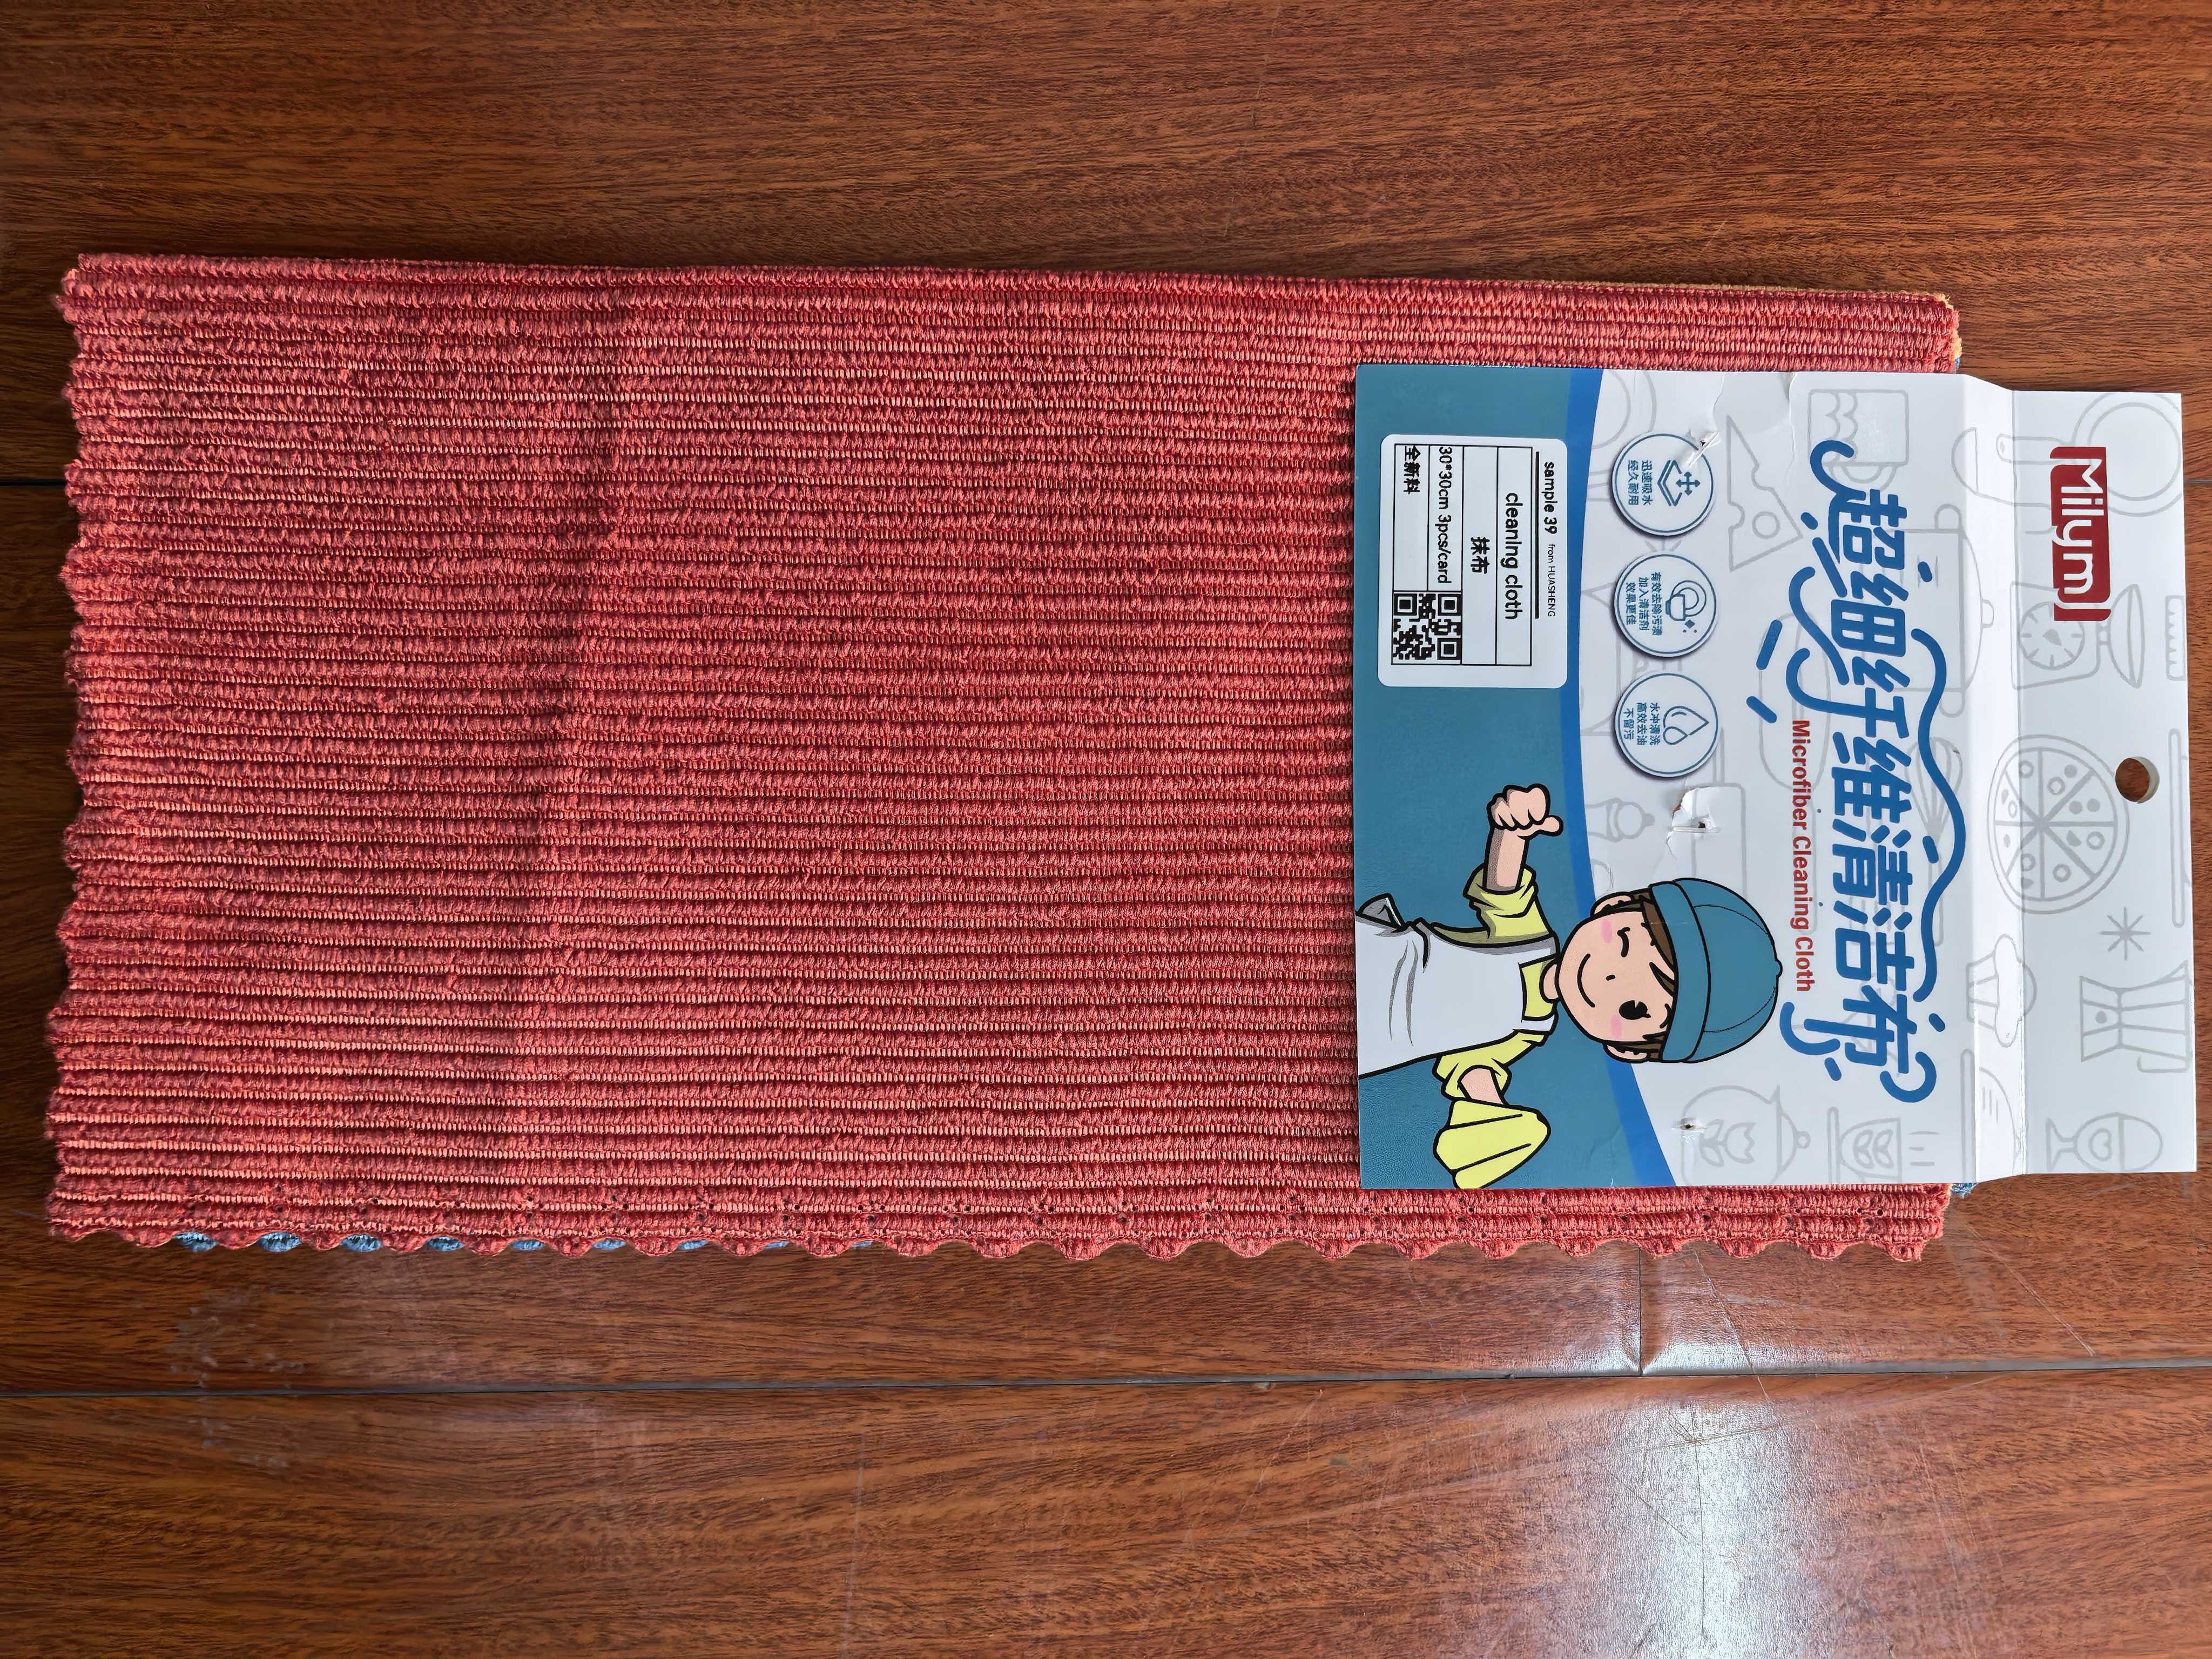 Milymj
超细纤维清洁布
Microfiber Cleaning Cloth
迅速吸水
经久耐用
有效去除污渍
加入清洁剂
效果更佳
水冲清洗
高效去油
不留污
sample 39 from HUASHENG
cleaning cloth
抹布
30*30cm 3pcs/card
全新料